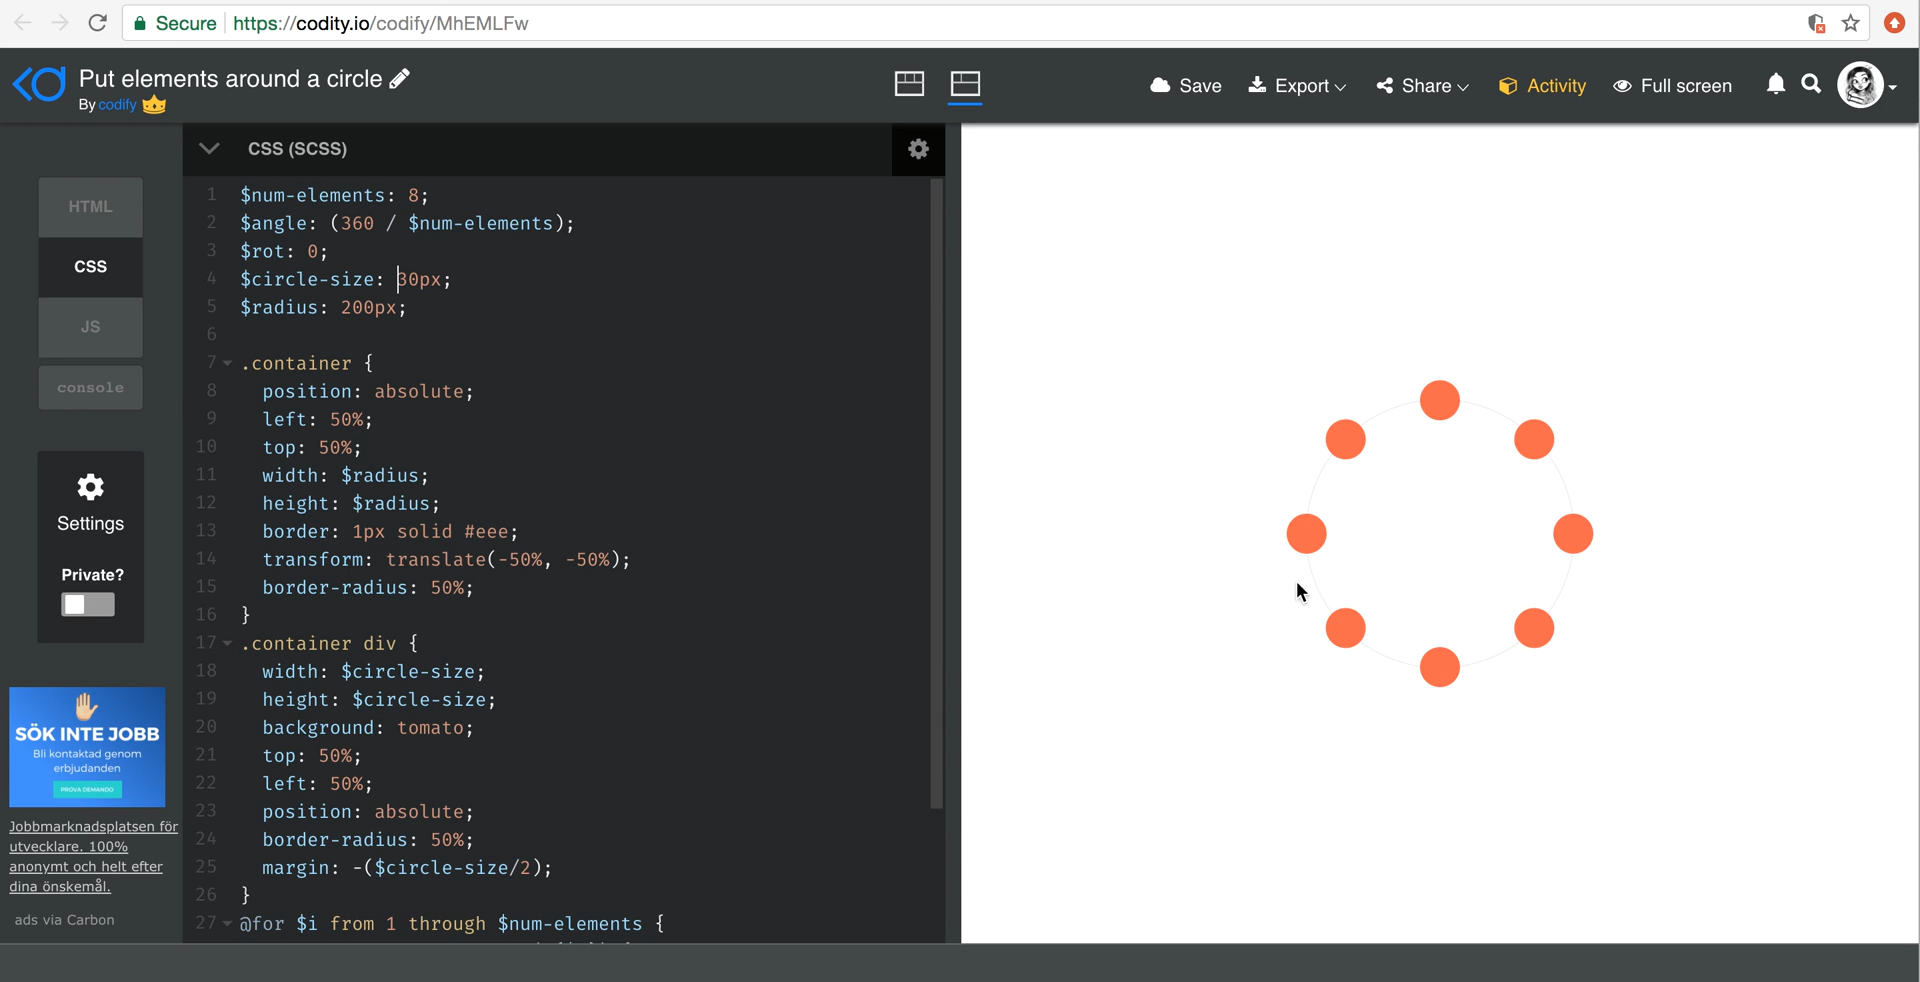 Secure https://codity.io/codify/MhEMLFw
Put elements around a circle
By codify
Save
Export
Share
Activity
Full screen
HTML
CSS
JS
console
Settings
Private?
SÖK INTE JOBB
Bli kontaktad genom
erbjudanden
PROVA DEMANDO
Jobbmarknadsplatsen för
utvecklare. 100%
anonymt och helt efter
dina önskemål.
ads via Carbon
CSS (SCSS)
1 $num-elements: 8;
2 $angle: (360 / $num-elements);
3 $rot: 0;
4 $circle-size: 30px;
5 $radius: 200px;
6
7 .container {
8 position: absolute;
9 left: 50%;
10 top: 50%;
11 width: $radius;
12 height: $radius;
13 border: 1px solid #eee;
14 transform: translate(-50%, -50%);
15 border-radius: 50%;
16 }
17 .container div {
18 width: $circle-size;
19 height: $circle-size;
20 background: tomato;
21 top: 50%;
22 left: 50%;
23 position: absolute;
24 border-radius: 50%;
25 margin: -($circle-size/2);
26 }
27 @for $i from 1 through $num-elements {